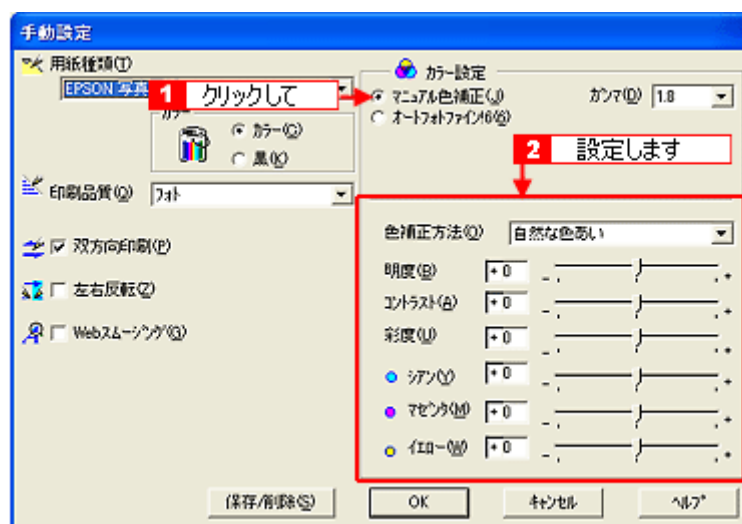 手動設定
用紙種類(T)
EPSON 写真
1 クリックして
カラー
カラー(C)
黒(K)
印刷品質(Q)
フォト
双方向印刷(P)
左右反転(Z)
Webスムージング(G)
カラー設定
マニュアル色補正(J)
オートフォトファイン!6(6)
ガンマ(D) 1.8
2 設定します
色補正方法(O) 自然な色あい
明度(B) +0 - +
コントラスト(A) +0 - +
彩度(U) +0 - +
シアン(Y) +0 - +
マゼンタ(M) +0 - +
イエロー(W) +0 - +
保存/削除(S)
OK
キャンセル
ヘルプ